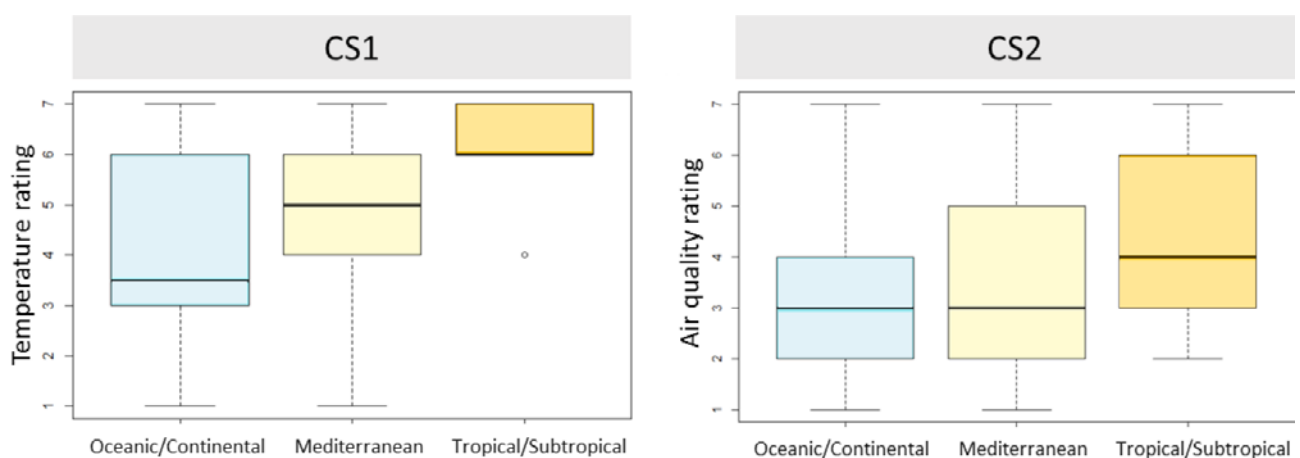 CS1
Temperature rating
7
6
5
4
3
2
1
Oceanic/Continental Mediterranean Tropical/Subtropical
CS2
Air quality rating
7
6
5
4
3
2
1
Oceanic/Continental Mediterranean Tropical/Subtropical